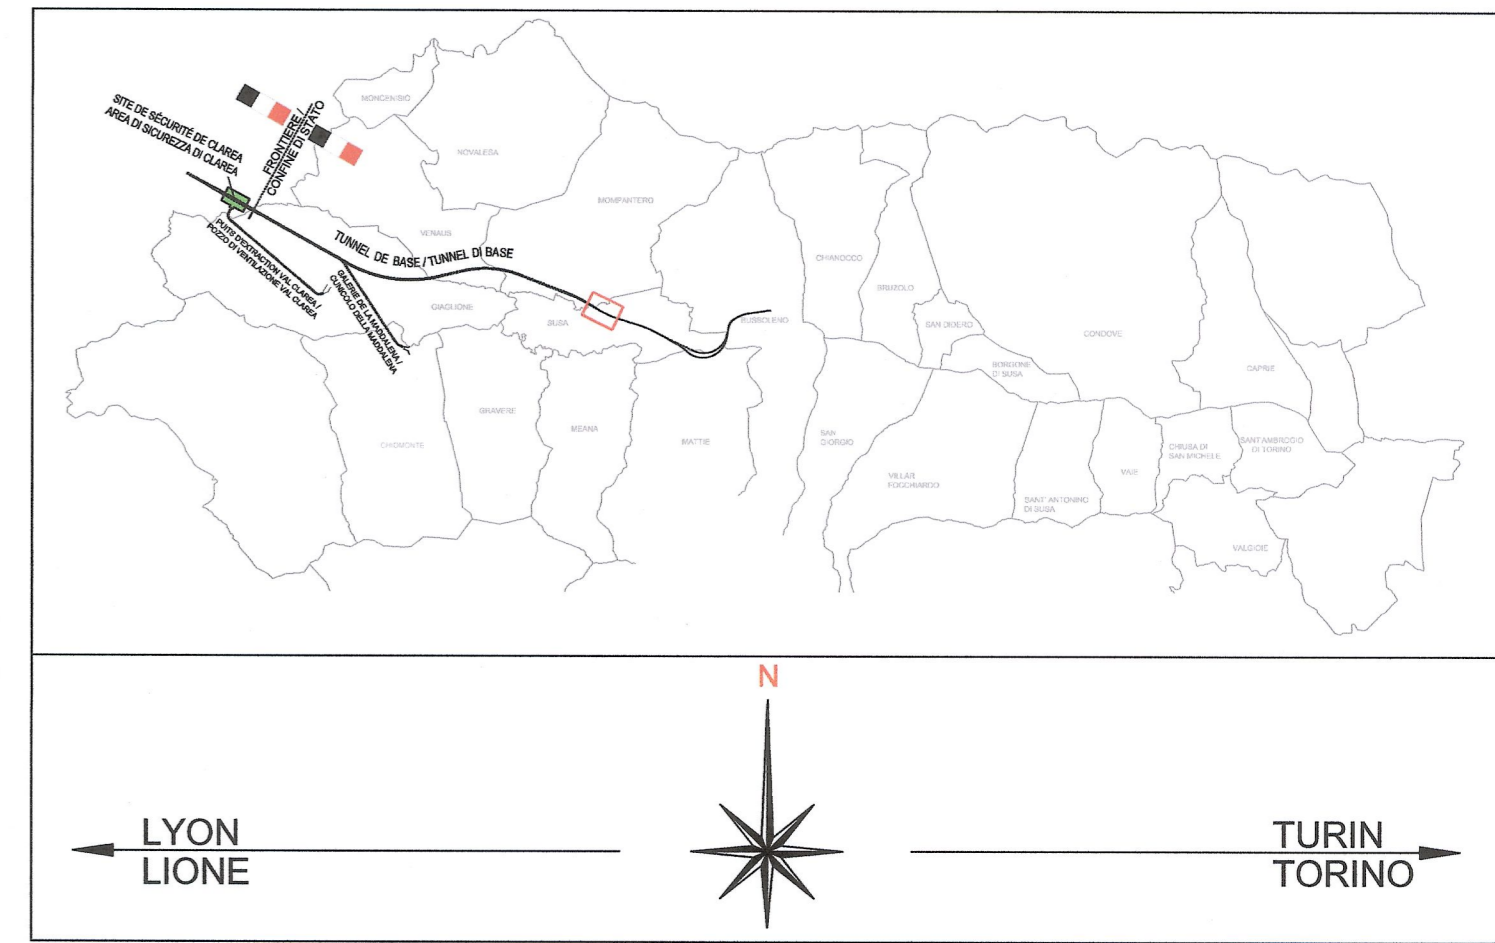 MONCENISIO
SITE DE SÉCURITÉ DE CLAREA
AREA DI SICUREZZA DI CLAREA
FRONTIERE /
CONFINE DI STATO
NOVALESA
MOMPANTERO
VENAUS
TUNNEL DE BASE / TUNNEL DI BASE
PUITS D'EXTRACTION VAL CLAREA /
POZZO DI VENTILAZIONE VAL CLAREA
GALERIE DE LA MADDALENA /
CUNICOLO DELLA MADDALENA
GIAGLIONE
SUSA
BUSSOLENO
CHIANOCO
BRUZOLO
SAN DIDERO
CONDOVE
BORGONE
DI SUSA
CAPRIE
CHIOMONTE
GRAVERE
MEANA
MATTIE
SAN
GIORGIO
VILLAR
FOCCHIARDO
SANT' ANTONINO
DI SUSA
VAIE
CHIUSA DI
SAN MICHELE
SANT'AMBROGIO
DI TORINO
VALGIOIE
N
LYON
LIONE
TURIN
TORINO